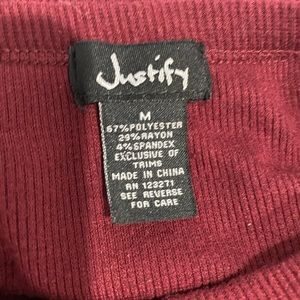 Justify
M
67%POLYESTER
29%RAYON
4%SPANDEX
EXCLUSIVE OF
TRIMS
MADE IN CHINA
RN 123271
SEE REVERSE
FOR CARE